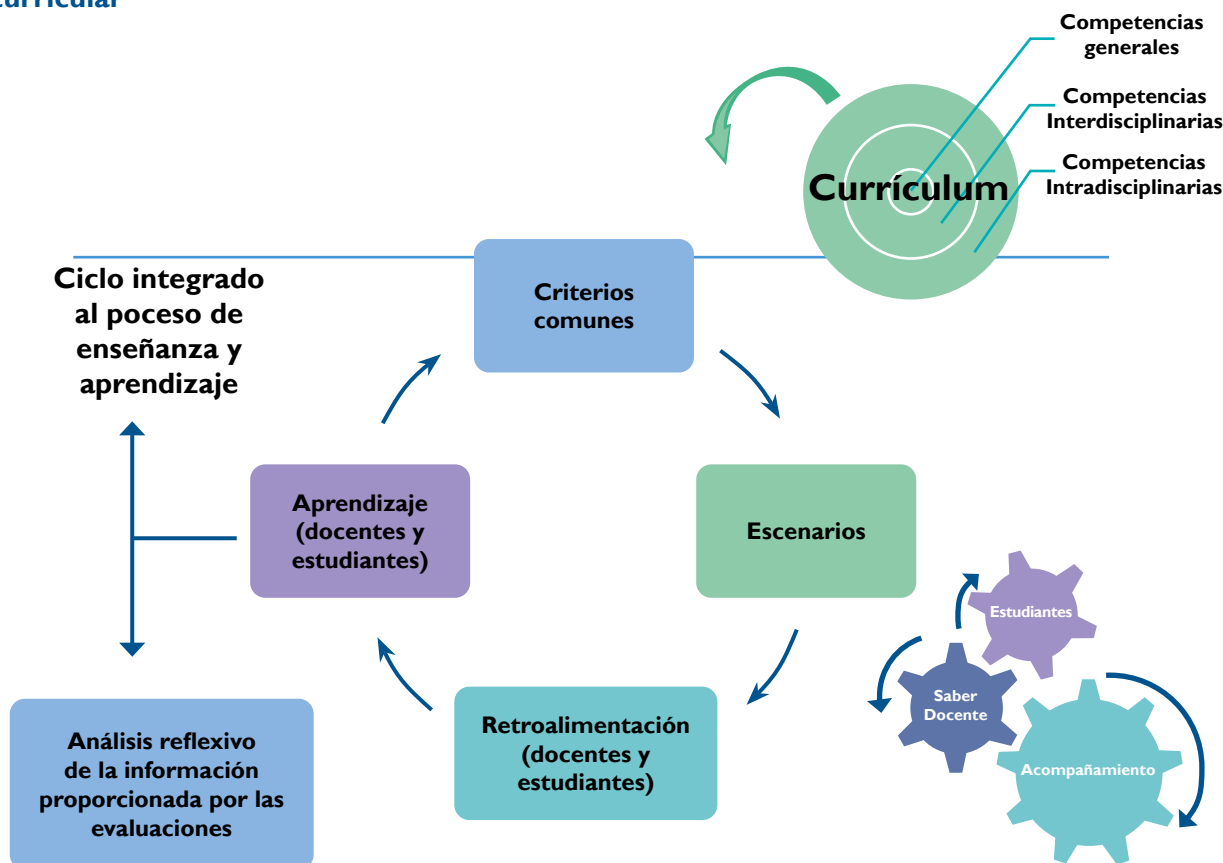 curricular
Competencias
generales
Competencias
Interdisciplinarias
Competencias
Intradisciplinarias
Currículum
Ciclo integrado
al poceso de
enseñanza y
aprendizaje
Criterios
comunes
Aprendizaje
(docentes y
estudiantes)
Escenarios
Estudiantes
Saber
Docente
Acompañamiento
Retroalimentación
(docentes y
estudiantes)
Análisis reflexivo
de la información
proporcionada por las
evaluaciones